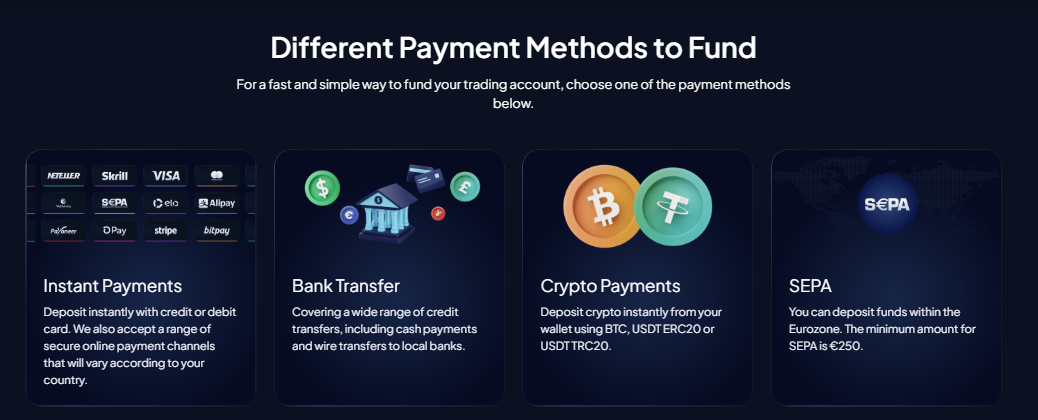 Different Payment Methods to Fund
For a fast and simple way to fund your trading account, choose one of the payment methods
below.
NETELLER
Skrill
VISA
S€PA
elo
Alipay
Payoneer
Pay
stripe
bitpay
Instant Payments
Deposit instantly with credit or debit
card. We also accept a range of
secure online payment channels
that will vary according to your
country.
Bank Transfer
Covering a wide range of credit
transfers, including cash payments
and wire transfers to local banks.
Crypto Payments
Deposit crypto instantly from your
wallet using BTC, USDT ERC20 or
USDT TRC20.
S€PA
SEPA
You can deposit funds within the
Eurozone. The minimum amount for
SEPA is €250.